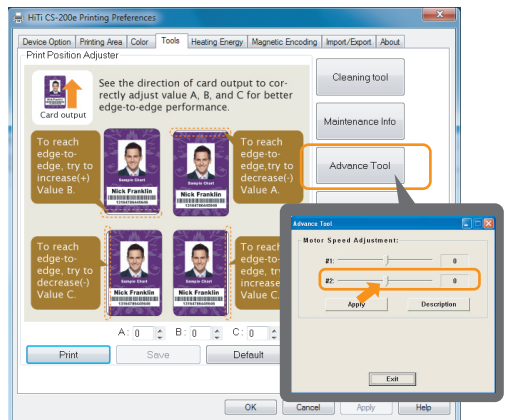 HiTi CS-200e Printing Preferences
Device Option Printing Area Color Tools Heating Energy Magnetic Encoding Import/Export About
Print Position Adjuster
Card output
See the direction of card output to cor-
rectly adjust value A, B, and C for better
edge-to-edge performance.
To reach
edge-to-
edge, try to
increase(+)
Value B.
Sample Chart
Nick Franklin
Sample Chart
Nick Franklin
To reach
edge-to-
edge,try to
decrease(-)
Value A.
To reach
edge-to-
edge, try to
decrease(-)
Value C.
Sample Chart
Nick Franklin
Sample Chart
Nick Franklin
To reach
edge-to-
edge, try
increase
Value C.
A: 0 B: 0 C: 0
Print Save Default
Cleaning tool
Maintenance Info
Advance Tool
Advance Tool
Motor Speed Adjustment:
#1: 0
#2: 0
Apply Description
Exit
OK Cancel Apply Help